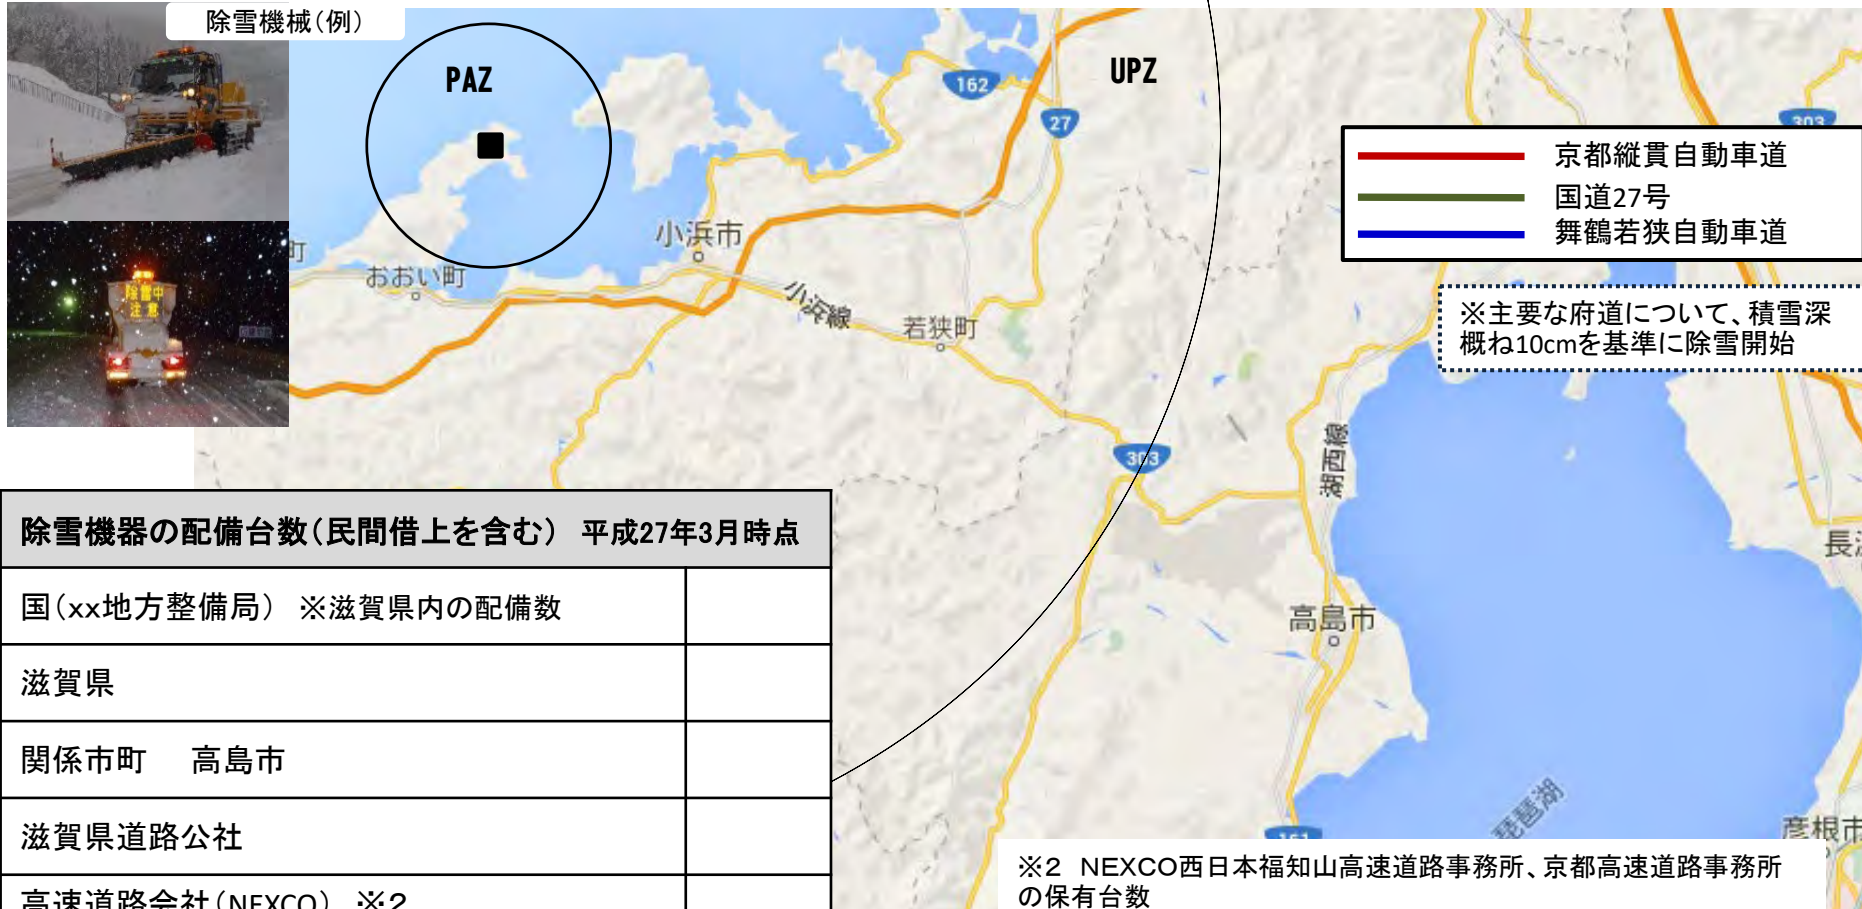 除雪機械(例)
PAZ
UPZ
162
27
303
京都縦貫自動車道
国道27号
舞鶴若狭自動車道
小浜市
町
おおい町
小浜線
若狭町
※主要な府道について、積雪深
概ね10cmを基準に除雪開始
除雪中
注意
303
湖西線
除雪機器の配備台数(民間借上を含む) 平成27年3月時点
国(xx地方整備局) ※滋賀県内の配備数
滋賀県
関係市町 高島市
滋賀県道路公社
高速道路会社(NEXCO) ※2
長
高島市
琵琶湖
161
彦根市
※2 NEXCO西日本福知山高速道路事務所、京都高速道路事務所
の保有台数